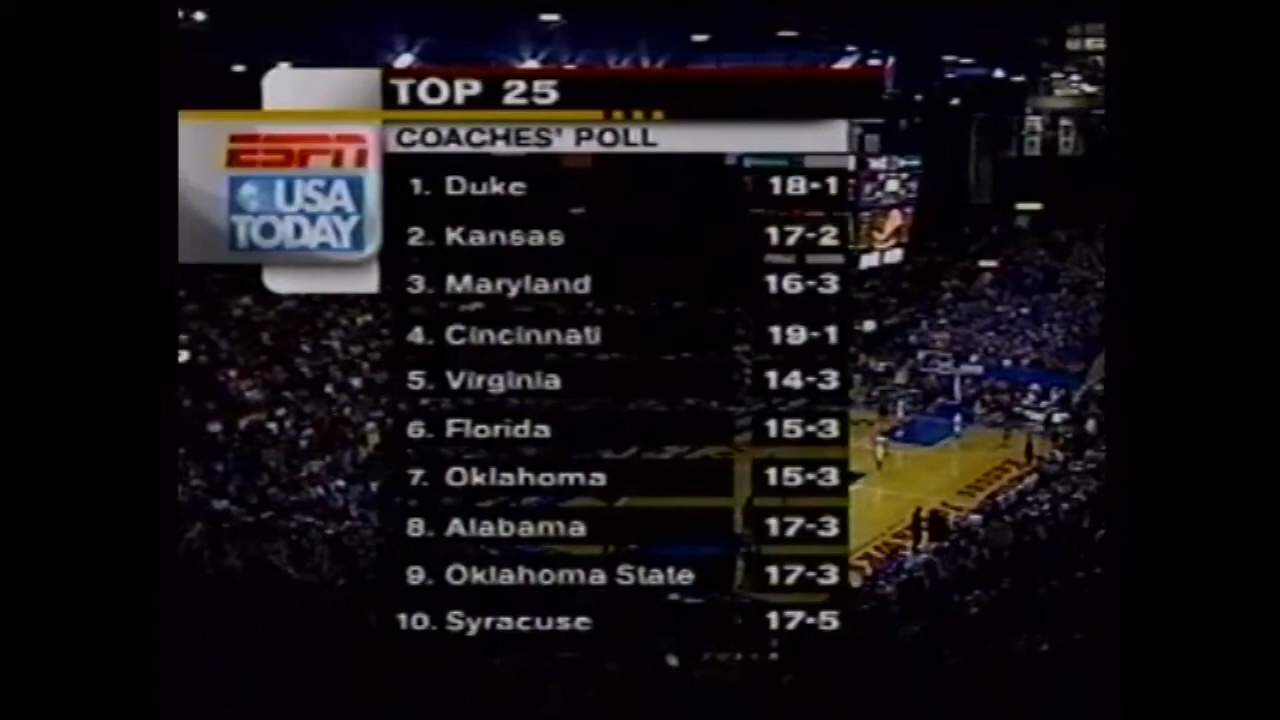 TOP 25
COACHES' POLL
ESPN
USA
TODAY
1. Duke 18-1
2. Kansas 17-2
3. Maryland 16-3
4. Cincinnati 19-1
5. Virginia 14-3
6. Florida 15-3
7. Oklahoma 15-3
8. Alabama 17-3
9. Oklahoma State 17-3
10. Syracuse 17-5